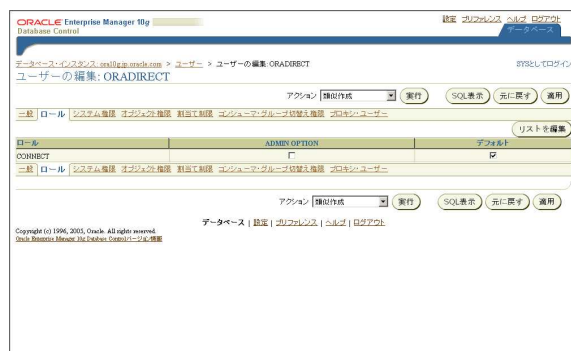 ORACLE Enterprise Manager 10g
Database Control
設定 プリファレンス ヘルプ ログアウト
データベース
データベース・インスタンス: ora10g.jp.oracle.com > ユーザー > ユーザーの編集: ORADIRECT
SYSとしてログイン
ユーザーの編集: ORADIRECT
アクション 類似作成 実行 SQL表示 元に戻す 適用
一般 ロール システム権限 オブジェクト権限 割当て制限 コンシューマ・グループ切替え権限 プロキシ・ユーザー
リストを編集
ロール ADMIN OPTION デフォルト
CONNECT
一般 ロール システム権限 オブジェクト権限 割当て制限 コンシューマ・グループ切替え権限 プロキシ・ユーザー
アクション 類似作成 実行 SQL表示 元に戻す 適用
データベース | 設定 | プリファレンス | ヘルプ | ログアウト
Copyright (c) 1996, 2005, Oracle. All rights reserved.
Oracle Enterprise Manager 10g Database Controlバージョン情報